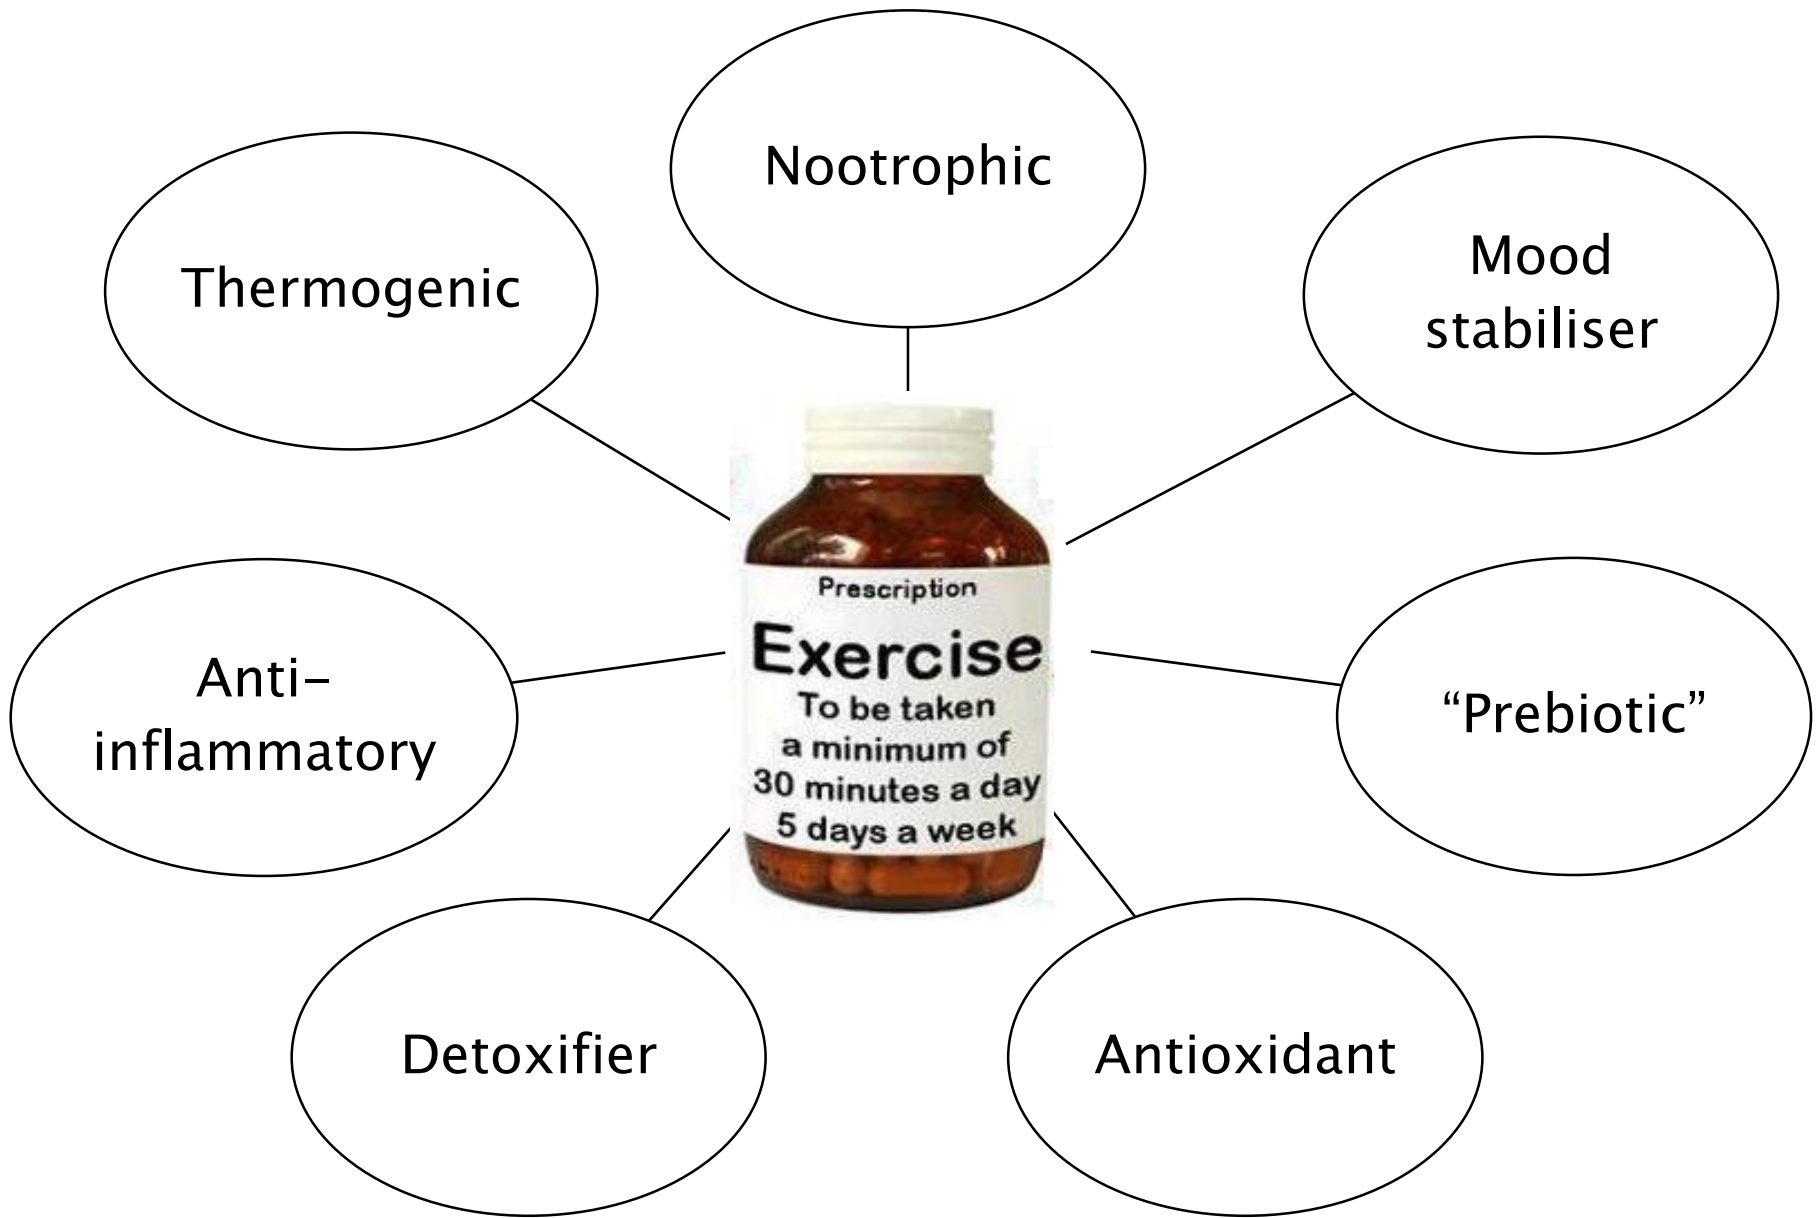 Nootrophic
Thermogenic
Mood
stabiliser
Prescription
Exercise
To be taken
a minimum of
30 minutes a day
5 days a week
Anti-
inflammatory
“Prebiotic”
Detoxifier
Antioxidant